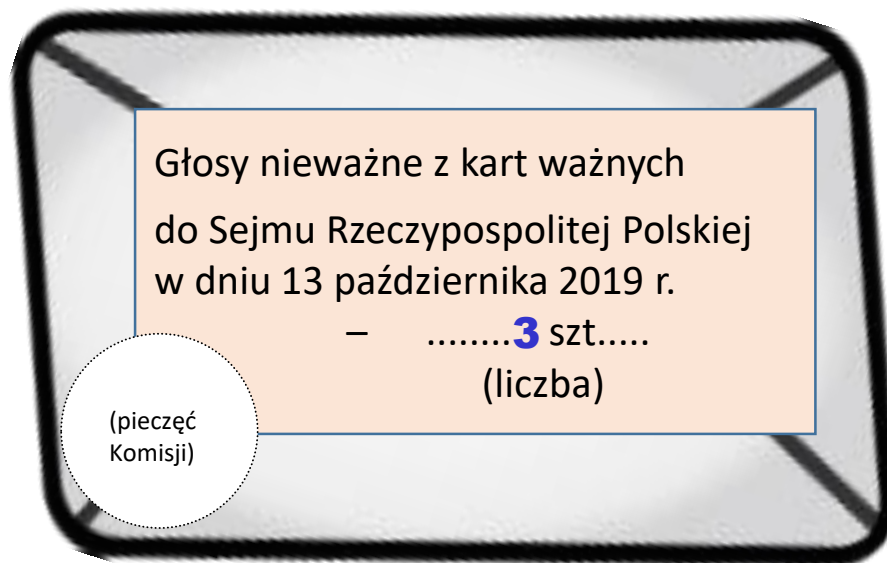 Głosy nieważne z kart ważnych
do Sejmu Rzeczypospolitej Polskiej
w dniu 13 października 2019 r.
– ........3 szt.....
(liczba)
(pieczęć
Komisji)